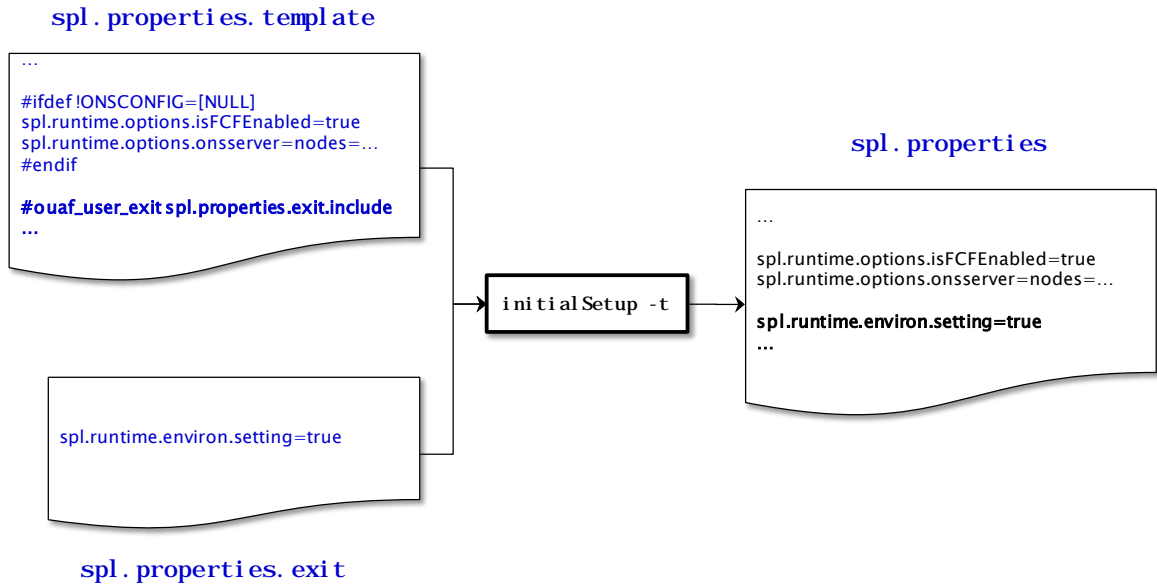 spl.properties.template
...
#ifdef !ONSCONFIG=[NULL]
spl.runtime.options.isFCFEnabled=true
spl.runtime.options.onsserver=nodes=...
#endif
#ouaf_user_exit spl.properties.exit.include
...
spl.runtime.environ.setting=true
spl.properties.exit
initialSetup -t
spl.properties
...
spl.runtime.options.isFCFEnabled=true
spl.runtime.options.onsserver=nodes=...
spl.runtime.environ.setting=true
...